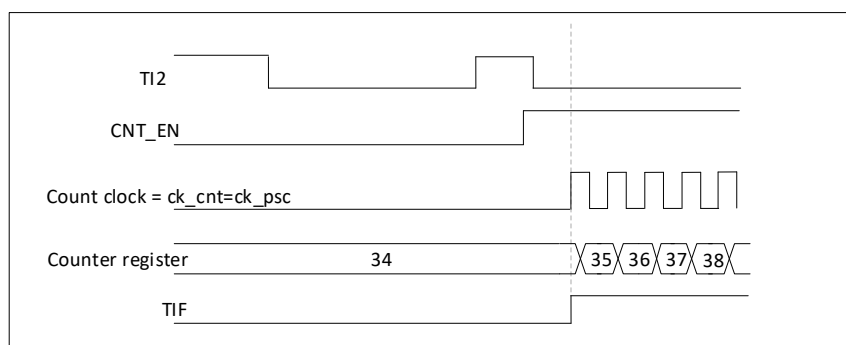 TI2
CNT_EN
Count clock = ck_cnt=ck_psc
Counter register 34 35 36 37 38
TIF